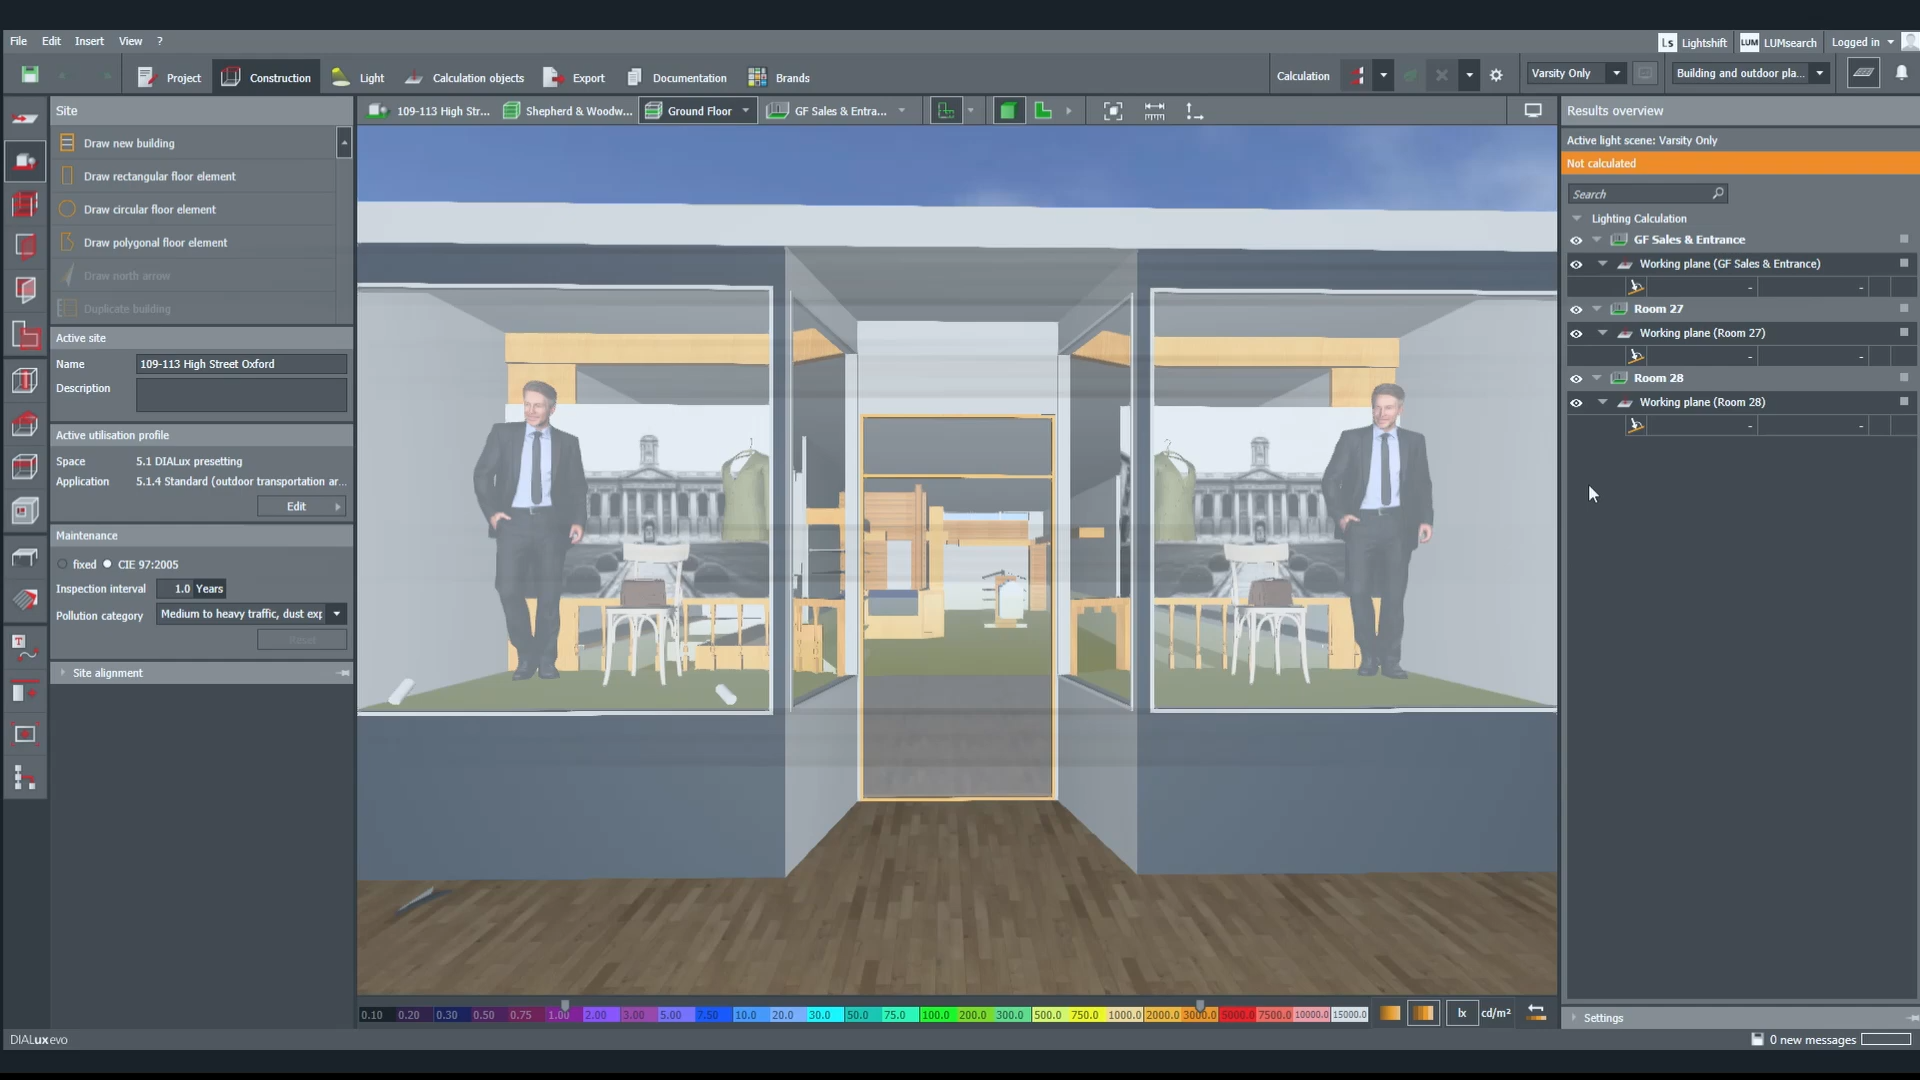 File Edit Insert View ?
Ls Lightshift LUM LUMsearch Logged in
Project Construction Light Calculation objects Export Documentation Brands Calculation Varsity Only Building and outdoor pla...
Site
109-113 High Str... Shepherd & Woodw... Ground Floor GF Sales & Entra...
Results overview
Draw new building
Draw rectangular floor element
Draw circular floor element
Draw polygonal floor element
Draw north arrow
Duplicate building
Active site
Name 109-113 High Street Oxford
Description
Active utilisation profile
Space 5.1 DIALux presetting
Application 5.1.4 Standard (outdoor transportation ar...
Edit
Maintenance
fixed CIE 97:2005
Inspection interval 1.0 Years
Pollution category Medium to heavy traffic, dust exp
Reset
Site alignment
Active light scene: Varsity Only
Not calculated
Search
Lighting Calculation
GF Sales & Entrance
Working plane (GF Sales & Entrance)
- -
Room 27
Working plane (Room 27)
- -
Room 28
Working plane (Room 28)
- -
0.10 0.20 0.30 0.50 0.75 1.00 2.00 3.00 5.00 7.50 10.0 20.0 30.0 50.0 75.0 100.0 200.0 300.0 500.0 750.0 1000.0 2000.0 3000.0 5000.0 7500.0 10000.0 15000.0 lx cd/m²
Settings
DIALux evo
0 new messages